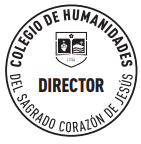 COLEGIO DE HUMANIDADES
DIRECTOR
DEL SAGRADO CORAZÓN DE JESÚS